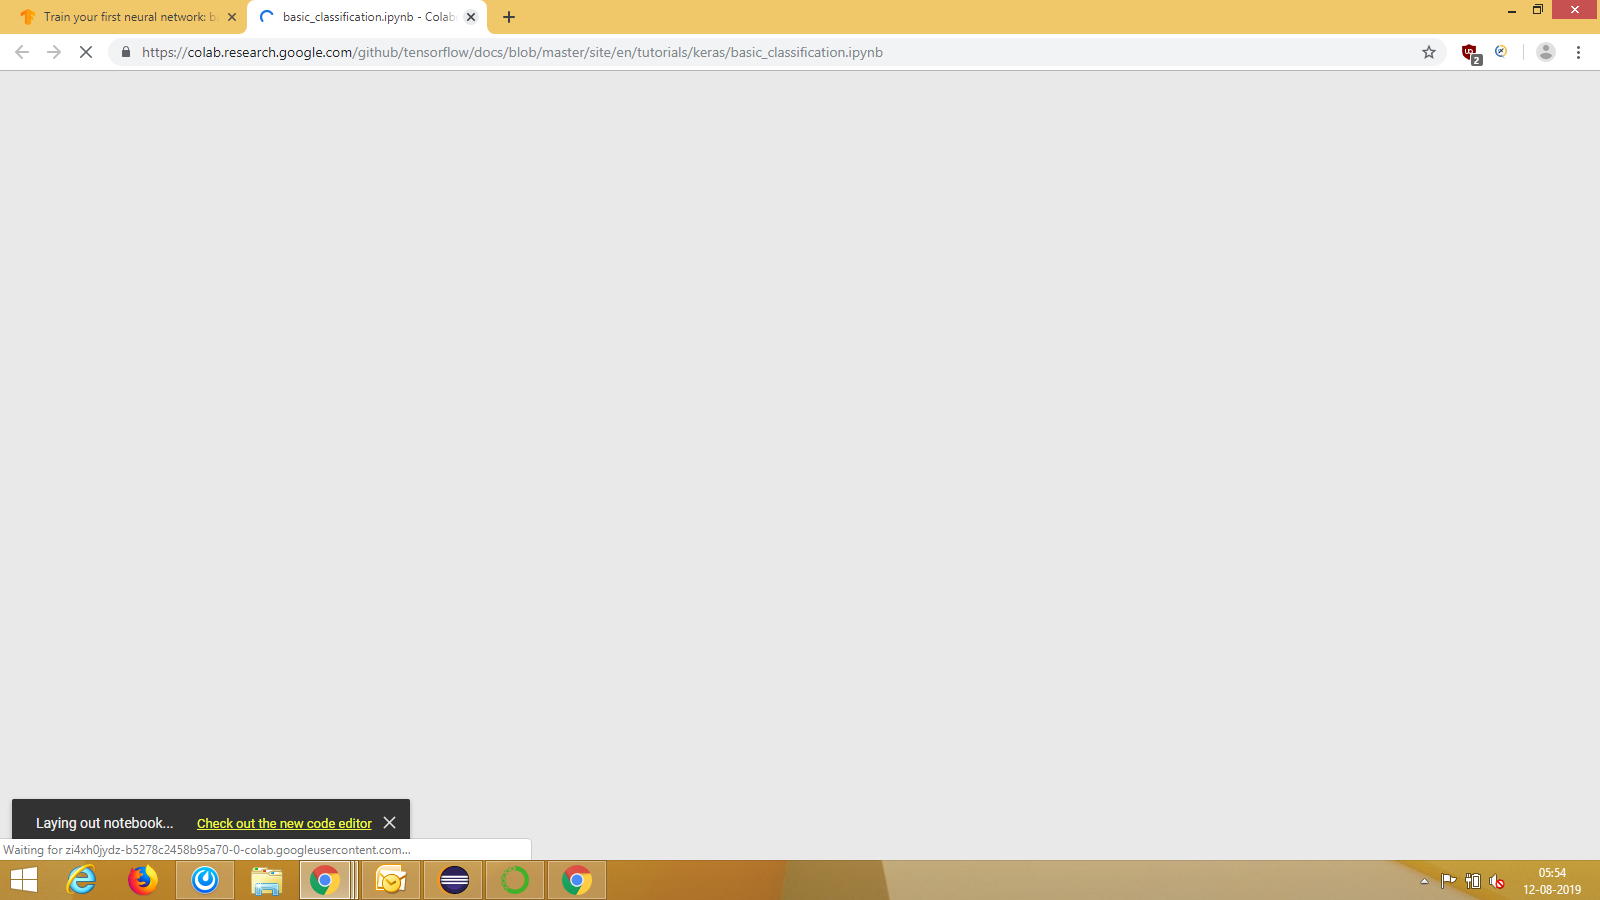 Train your first neural network: b
basic_classification.ipynb - Colab
https://colab.research.google.com/github/tensorflow/docs/blob/master/site/en/tutorials/keras/basic_classification.ipynb
2
Laying out notebook... Check out the new code editor
Waiting for zi4xh0jydz-b5278c2458b95a70-0-colab.googleusercontent.com...
05:54
12-08-2019